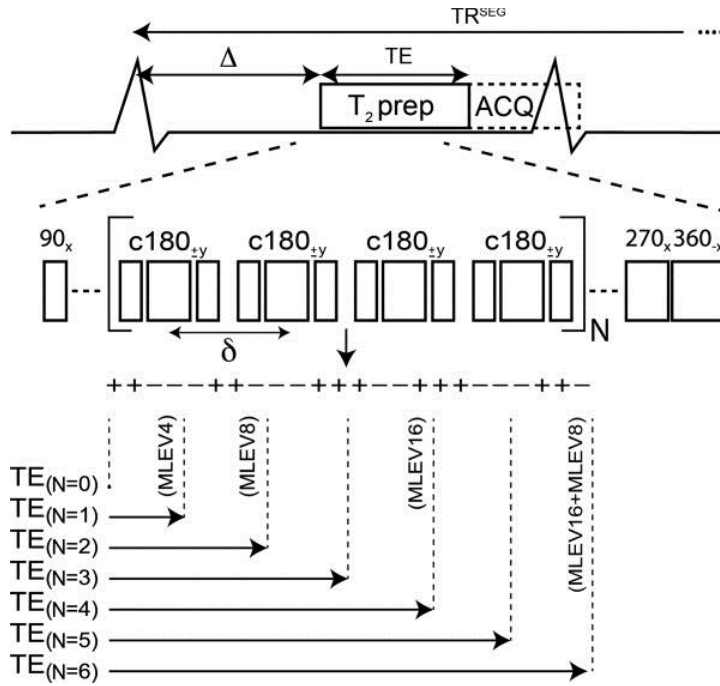 TR^SEG
Δ
TE
T₂ prep
ACQ
90ₓ
c180±y
c180±y
c180±y
c180±y
270ₓ360₋ₓ
N
δ
++———++———+++——+++———++—
(MLEV4)
(MLEV8)
(MLEV16)
(MLEV16+MLEV8)
TE(N=0)
TE(N=1)
TE(N=2)
TE(N=3)
TE(N=4)
TE(N=5)
TE(N=6)